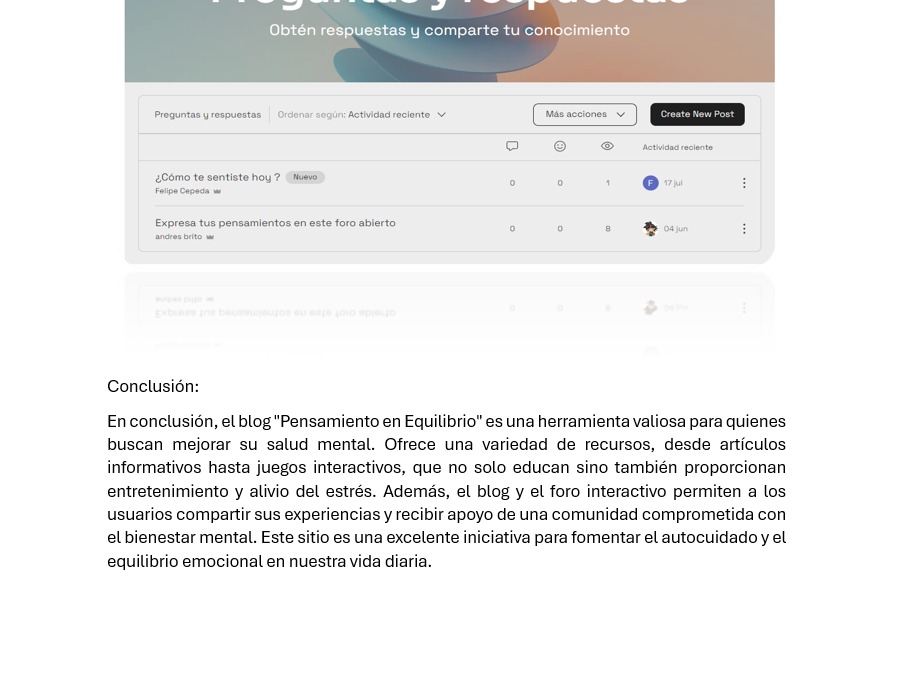 Preguntas y respuestas
Obtén respuestas y comparte tu conocimiento
Preguntas y respuestas Ordenar según: Actividad reciente Más acciones Create New Post
Actividad reciente
¿Cómo te sentiste hoy ? Nuevo
Felipe Cepeda
0 0 1 F 17 jul
Expresa tus pensamientos en este foro abierto
andres brito
0 0 8 04 jun
Conclusión:
En conclusión, el blog "Pensamiento en Equilibrio" es una herramienta valiosa para quienes
buscan mejorar su salud mental. Ofrece una variedad de recursos, desde artículos
informativos hasta juegos interactivos, que no solo educan sino también proporcionan
entretenimiento y alivio del estrés. Además, el blog y el foro interactivo permiten a los
usuarios compartir sus experiencias y recibir apoyo de una comunidad comprometida con
el bienestar mental. Este sitio es una excelente iniciativa para fomentar el autocuidado y el
equilibrio emocional en nuestra vida diaria.